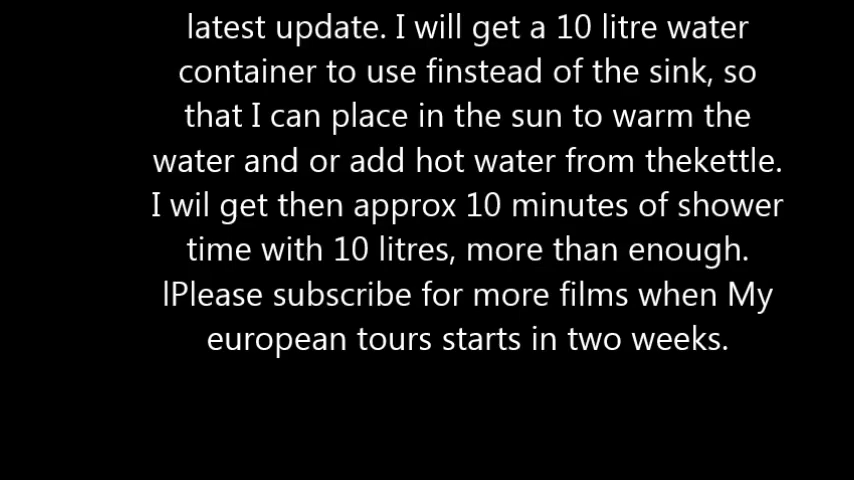 latest update. I will get a 10 litre water
container to use finstead of the sink, so
that I can place in the sun to warm the
water and or add hot water from thekettle.
I wil get then approx 10 minutes of shower
time with 10 litres, more than enough.
lPlease subscribe for more films when My
european tours starts in two weeks.